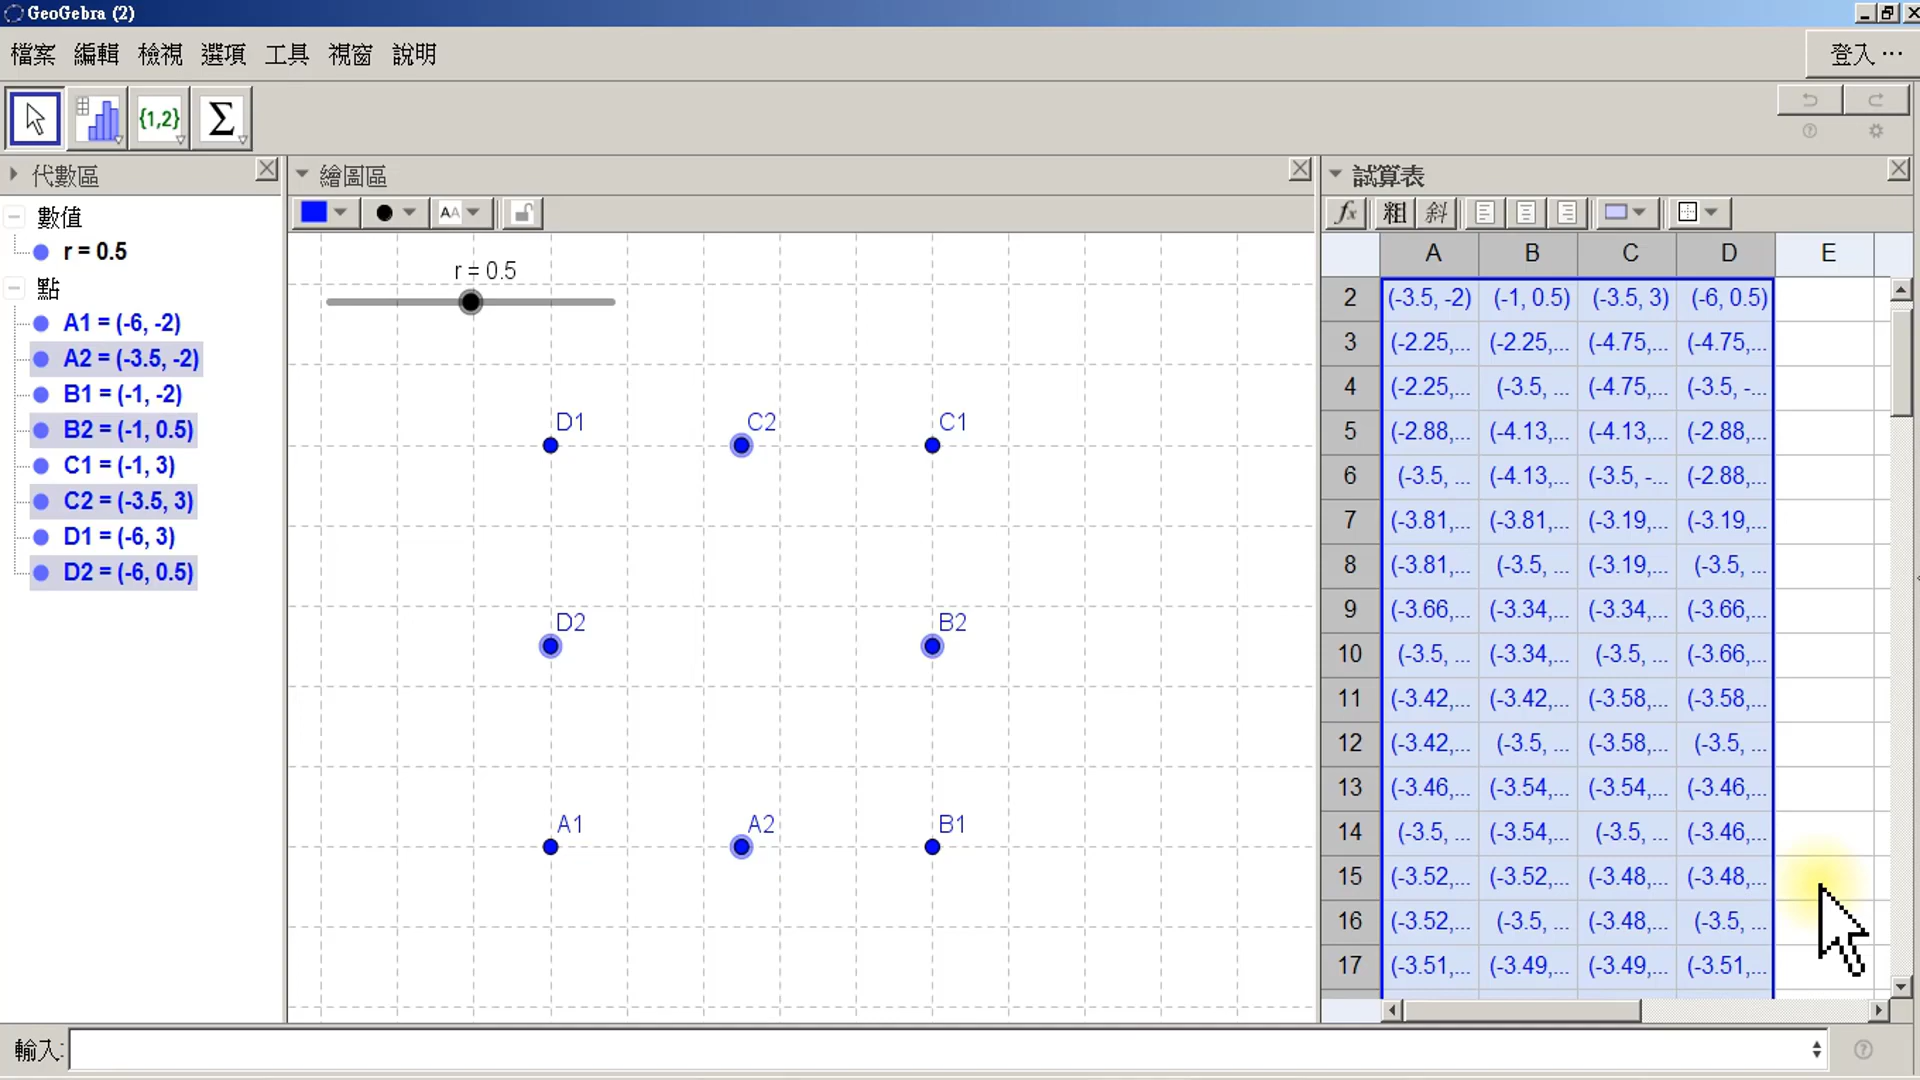 GeoGebra (2)
檔案 編輯 檢視 選項 工具 視窗 說明
登入 ...
{1,2} Σ
代數區
繪圖區
試算表
AA
fx 粗 斜
數值
r = 0.5
點
A1 = (-6, -2)
A2 = (-3.5, -2)
B1 = (-1, -2)
B2 = (-1, 0.5)
C1 = (-1, 3)
C2 = (-3.5, 3)
D1 = (-6, 3)
D2 = (-6, 0.5)
r = 0.5
D1 C2 C1
D2 B2
A1 A2 B1
A B C D E
2 (-3.5, -2) (-1, 0.5) (-3.5, 3) (-6, 0.5)
3 (-2.25,... (-2.25,... (-4.75,... (-4.75,...
4 (-2.25,... (-3.5, ... (-4.75,... (-3.5, -...
5 (-2.88,... (-4.13,... (-4.13,... (-2.88,...
6 (-3.5, ... (-4.13,... (-3.5, -... (-2.88,...
7 (-3.81,... (-3.81,... (-3.19,... (-3.19,...
8 (-3.81,... (-3.5, ... (-3.19,... (-3.5, ...
9 (-3.66,... (-3.34,... (-3.34,... (-3.66,...
10 (-3.5, ... (-3.34,... (-3.5, ... (-3.66,...
11 (-3.42,... (-3.42,... (-3.58,... (-3.58,...
12 (-3.42,... (-3.5, ... (-3.58,... (-3.5, ...
13 (-3.46,... (-3.54,... (-3.54,... (-3.46,...
14 (-3.5, ... (-3.54,... (-3.5, ... (-3.46,...
15 (-3.52,... (-3.52,... (-3.48,... (-3.48,...
16 (-3.52,... (-3.5, ... (-3.48,... (-3.5, ...
17 (-3.51,... (-3.49,... (-3.49,... (-3.51,...
輸入: